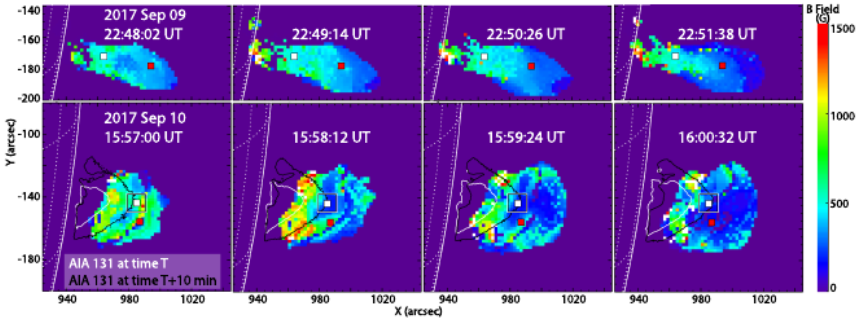 B Field
(G)
-140
-160
-180
-200
2017 Sep 09
22:48:02 UT
22:49:14 UT
22:50:26 UT
22:51:38 UT
1500
1000
500
0
Y (arcsec)
-100
-140
-180
2017 Sep 10
15:57:00 UT
15:58:12 UT
15:59:24 UT
16:00:32 UT
AIA 131 at time T
AIA 131 at time T+10 min
940 980 1020
940 980 1020
940 980 1020
940 980 1020
X (arcsec)